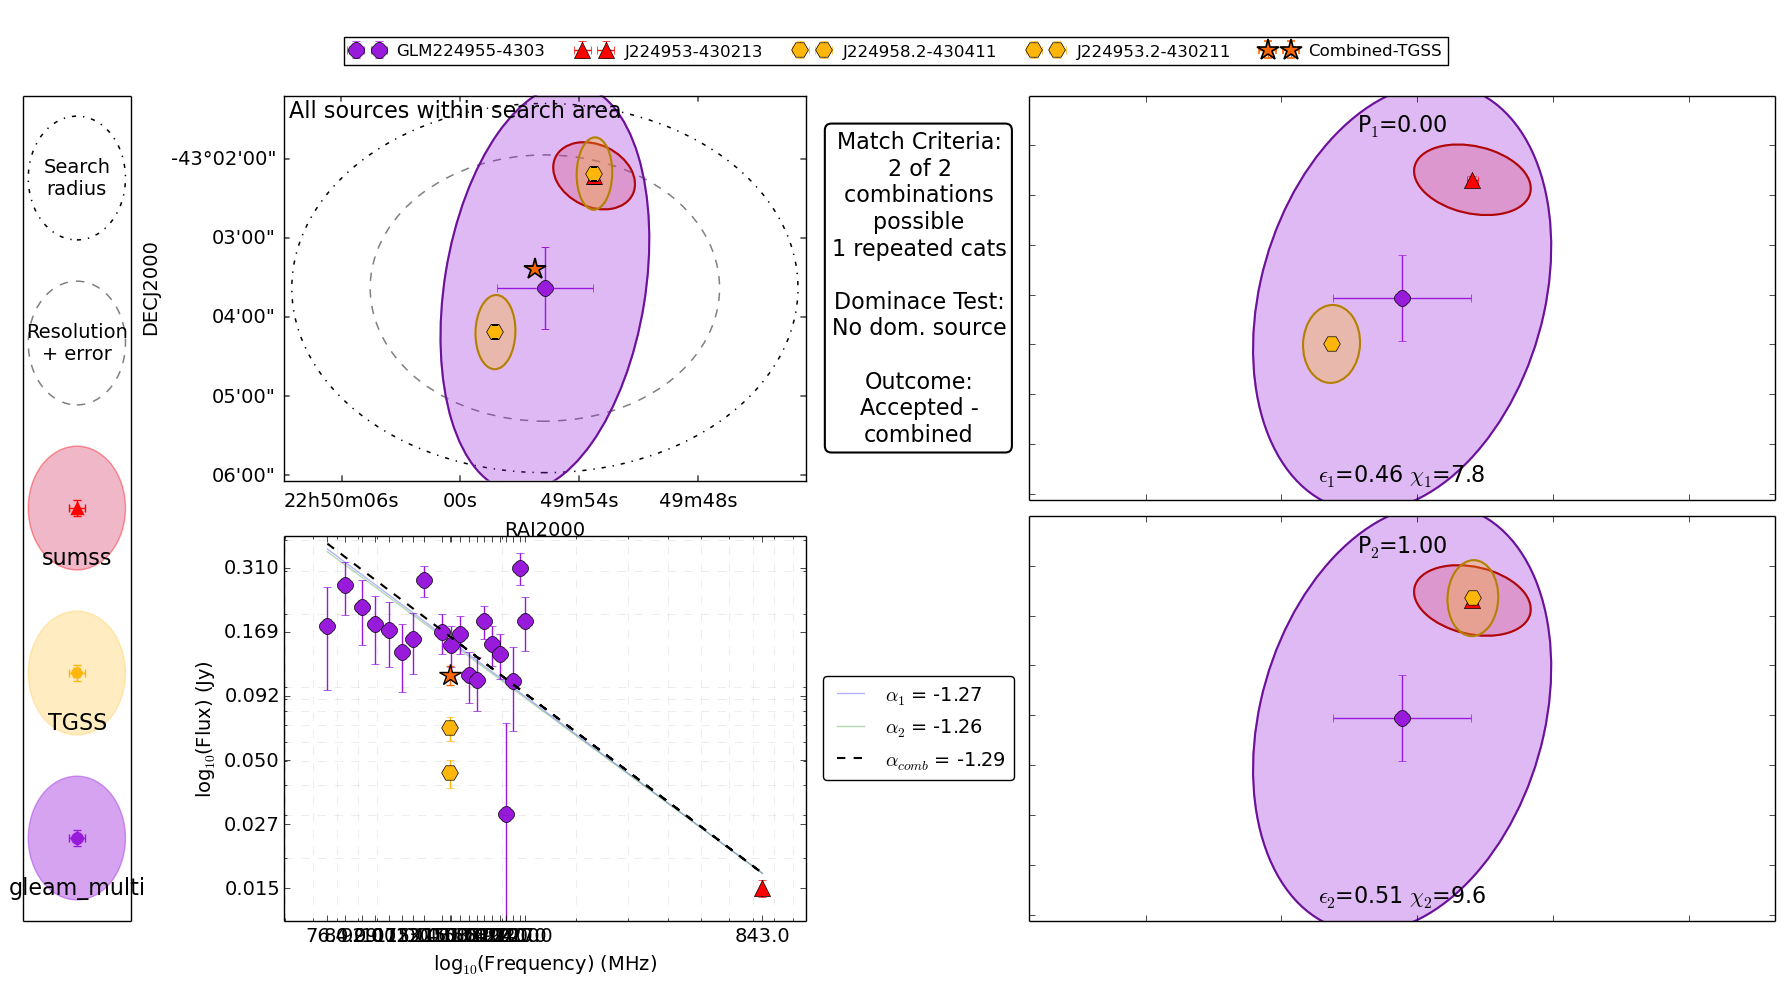 GLM224955-4303 J224953-430213 J224958.2-430411 J224953.2-430211 Combined-TGSS
Search
radius
Resolution
+ error
sumss
TGSS
gleam_multi
All sources within search area
DECJ2000
-43°02'00"
03'00"
04'00"
05'00"
06'00"
22h50m06s 00s 49m54s 49m48s
RAJ2000
Match Criteria:
2 of 2
combinations
possible
1 repeated cats
Dominace Test:
No dom. source
Outcome:
Accepted -
combined
P1=0.00
ϵ1=0.46 χ1=7.8
P2=1.00
ϵ2=0.51 χ2=9.6
log10(Flux) (Jy)
0.310
0.169
0.092
0.050
0.027
0.015
843.0
log10(Frequency) (MHz)
α1 = -1.27
α2 = -1.26
αcomb = -1.29